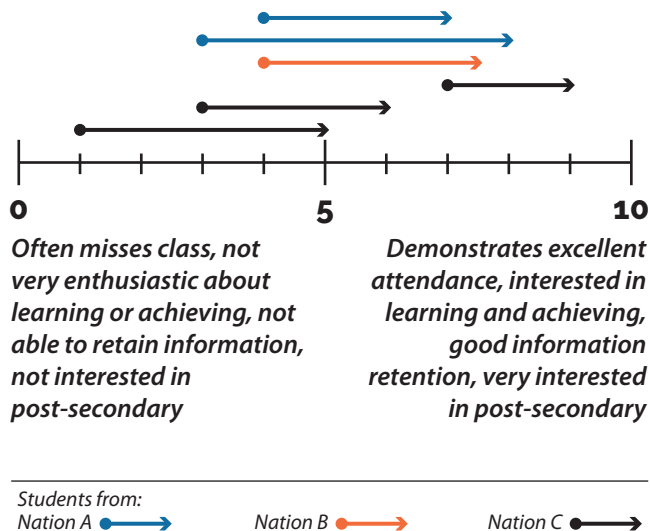 0 5 10
Often misses class, not
very enthusiastic about
learning or achieving, not
able to retain information,
not interested in
post-secondary
Demonstrates excellent
attendance, interested in
learning and achieving,
good information
retention, very interested
in post-secondary
Students from:
Nation A Nation B Nation C